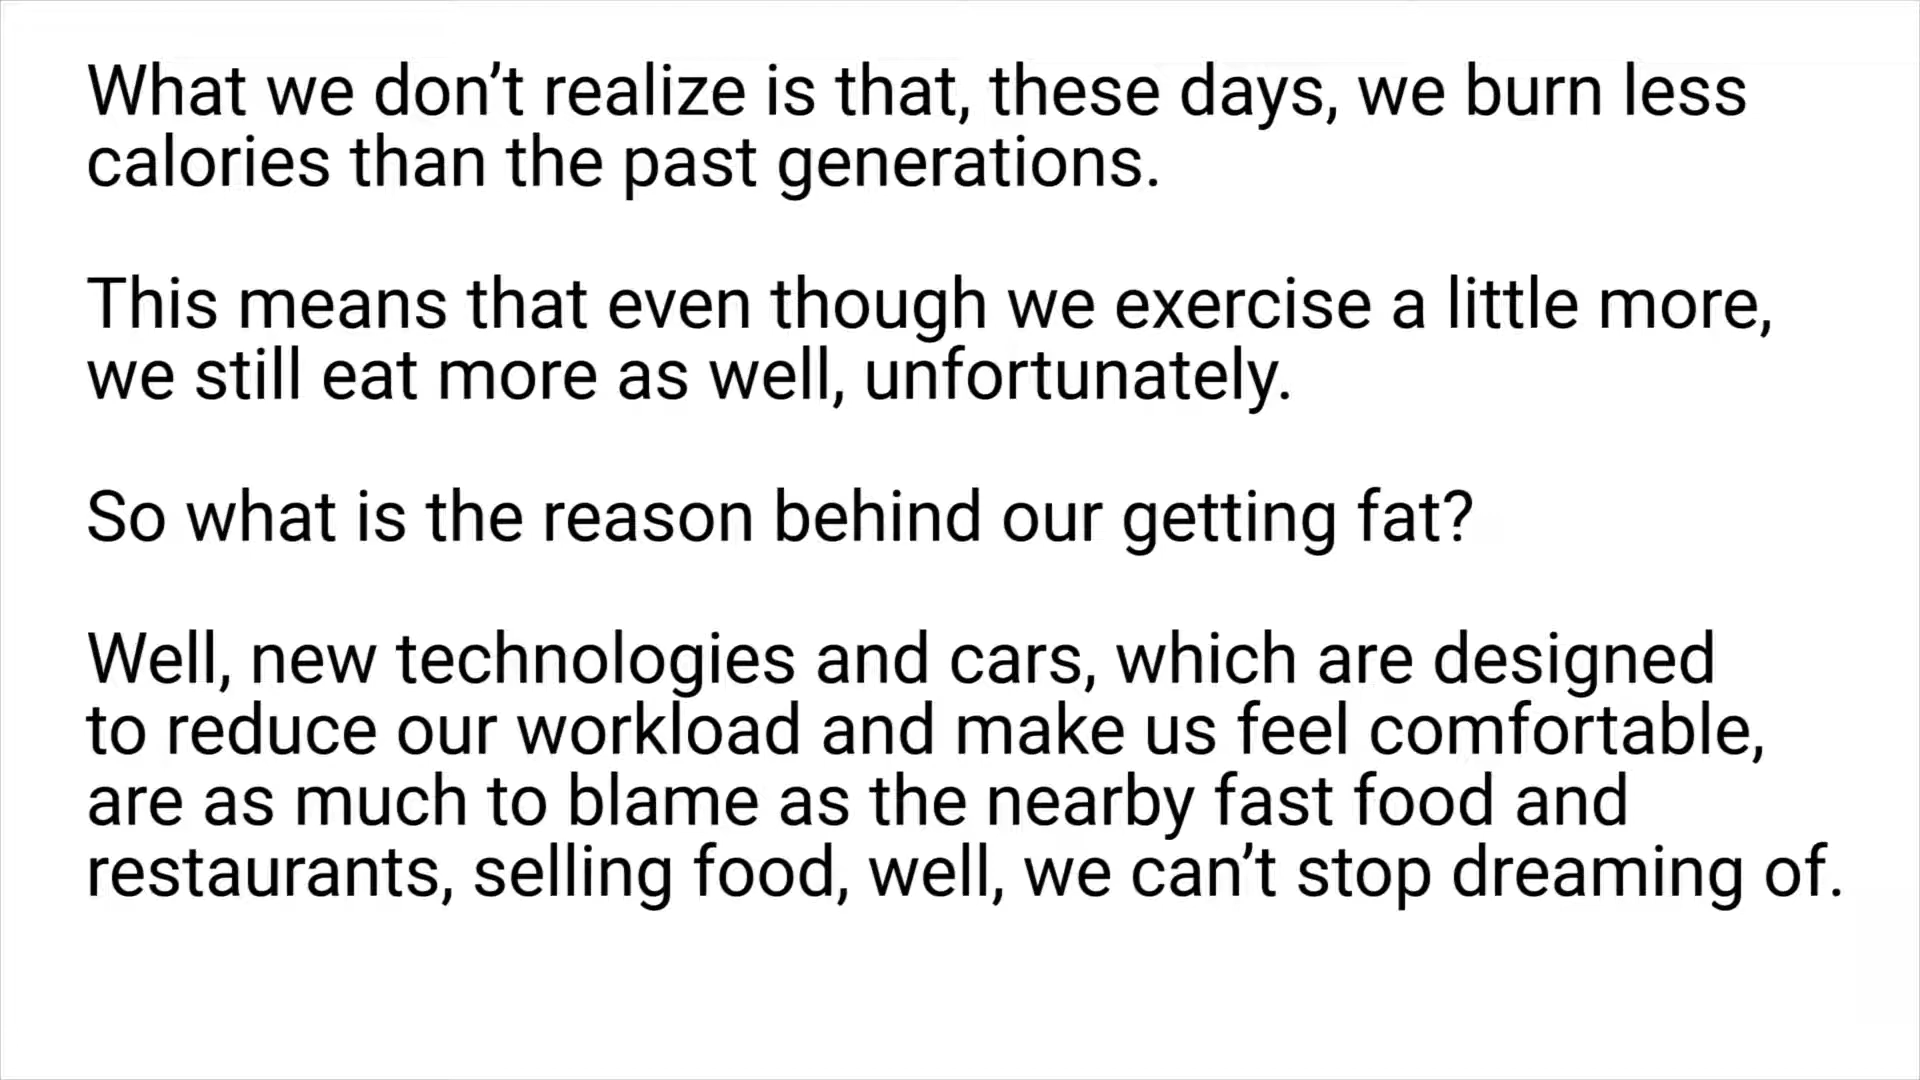 What we don’t realize is that, these days, we burn less
calories than the past generations.
This means that even though we exercise a little more,
we still eat more as well, unfortunately.
So what is the reason behind our getting fat?
Well, new technologies and cars, which are designed
to reduce our workload and make us feel comfortable,
are as much to blame as the nearby fast food and
restaurants, selling food, well, we can’t stop dreaming of.